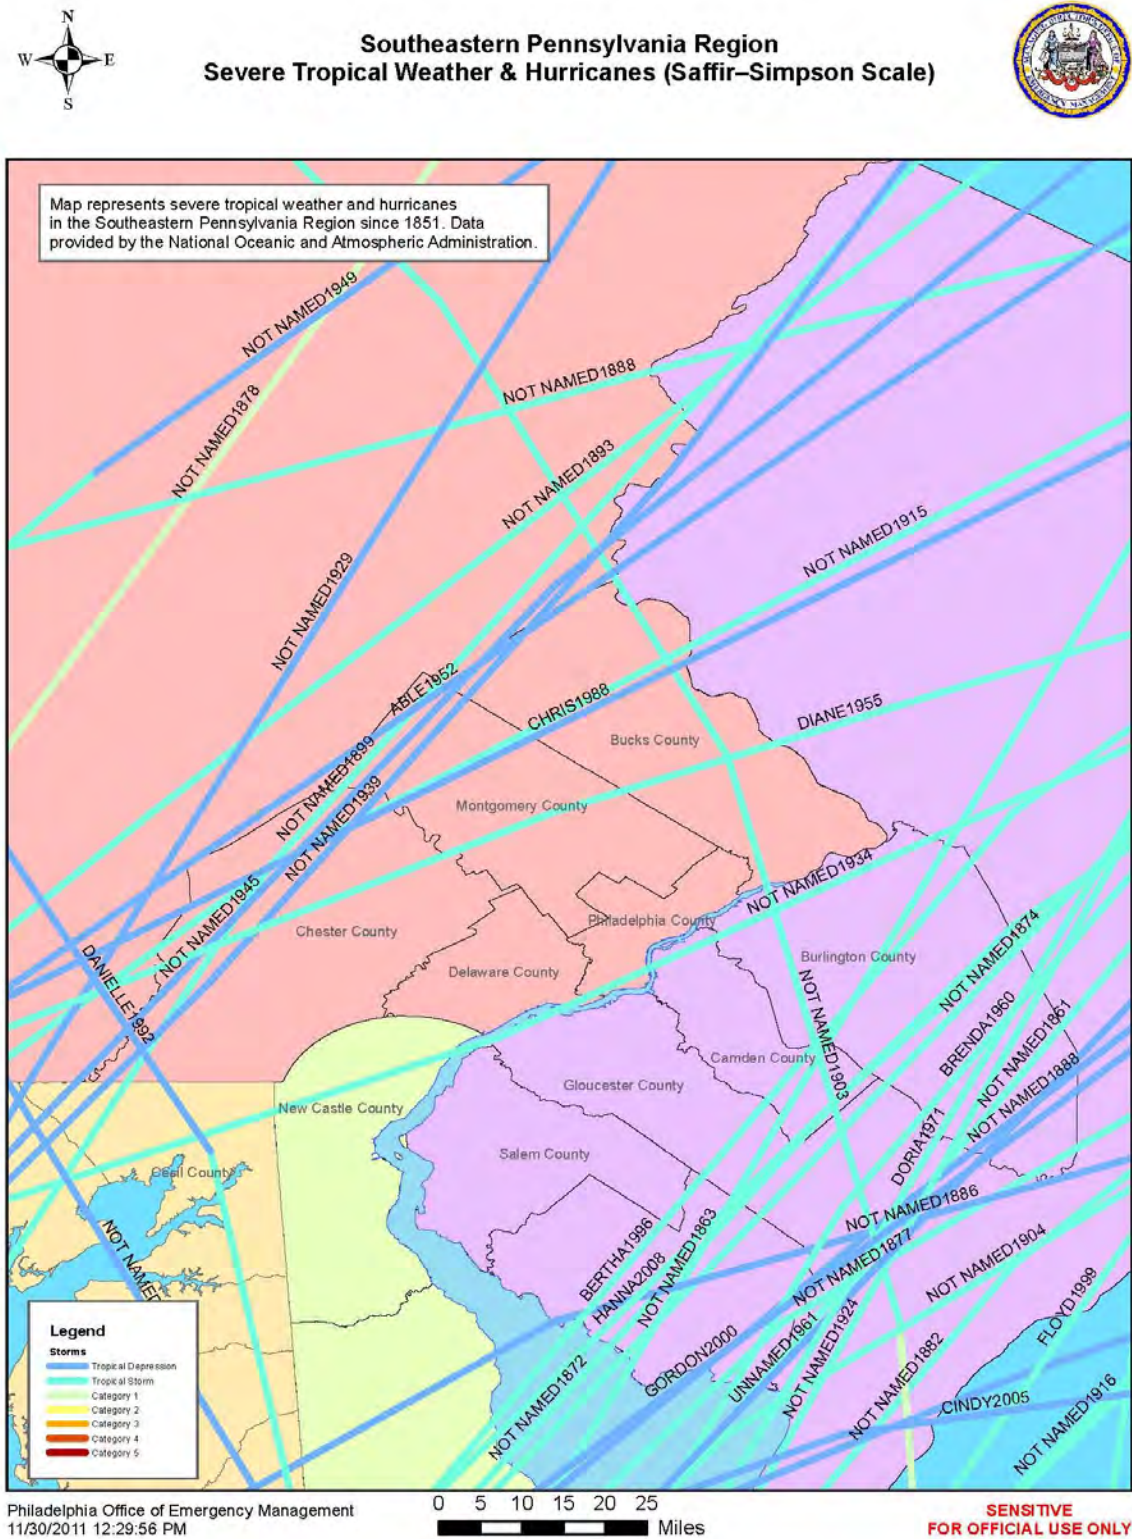 N
W E
S
Southeastern Pennsylvania Region
Severe Tropical Weather & Hurricanes (Saffir–Simpson Scale)
Map represents severe tropical weather and hurricanes
in the Southeastern Pennsylvania Region since 1851. Data
provided by the National Oceanic and Atmospheric Administration.
NOT NAMED1949
NOT NAMED1888
NOT NAMED1878
NOT NAMED1893
NOT NAMED1915
NOT NAMED1929
ABLE1952
CHRIS1988
DIANE1955
Bucks County
NOT NAMED1899
NOT NAMED1939
Montgomery County
NOT NAMED1934
NOT NAMED1945
Philadelphia County
Chester County
Delaware County
Burlington County
NOT NAMED1874
DANIELLE1992
NOT NAMED1903
BRENDA1960
NOT NAMED1861
Camden County
Gloucester County
NOT NAMED1888
New Castle County
DORIA1971
Salem County
Cecil County
NOT NAMED1886
BERTHA1996
HANNA2008
NOT NAMED1863
NOT NAMED1877
NOT NAMED1904
NOT NAMED
FLOYD1999
GORDON2000
UNNAMED1961
NOT NAMED1924
NOT NAMED1882
NOT NAMED1872
CINDY2005
NOT NAMED1916
Legend
Storms
Tropical Depression
Tropical Storm
Category 1
Category 2
Category 3
Category 4
Category 5
Philadelphia Office of Emergency Management
11/30/2011 12:29:56 PM
0 5 10 15 20 25
Miles
SENSITIVE
FOR OFFICIAL USE ONLY